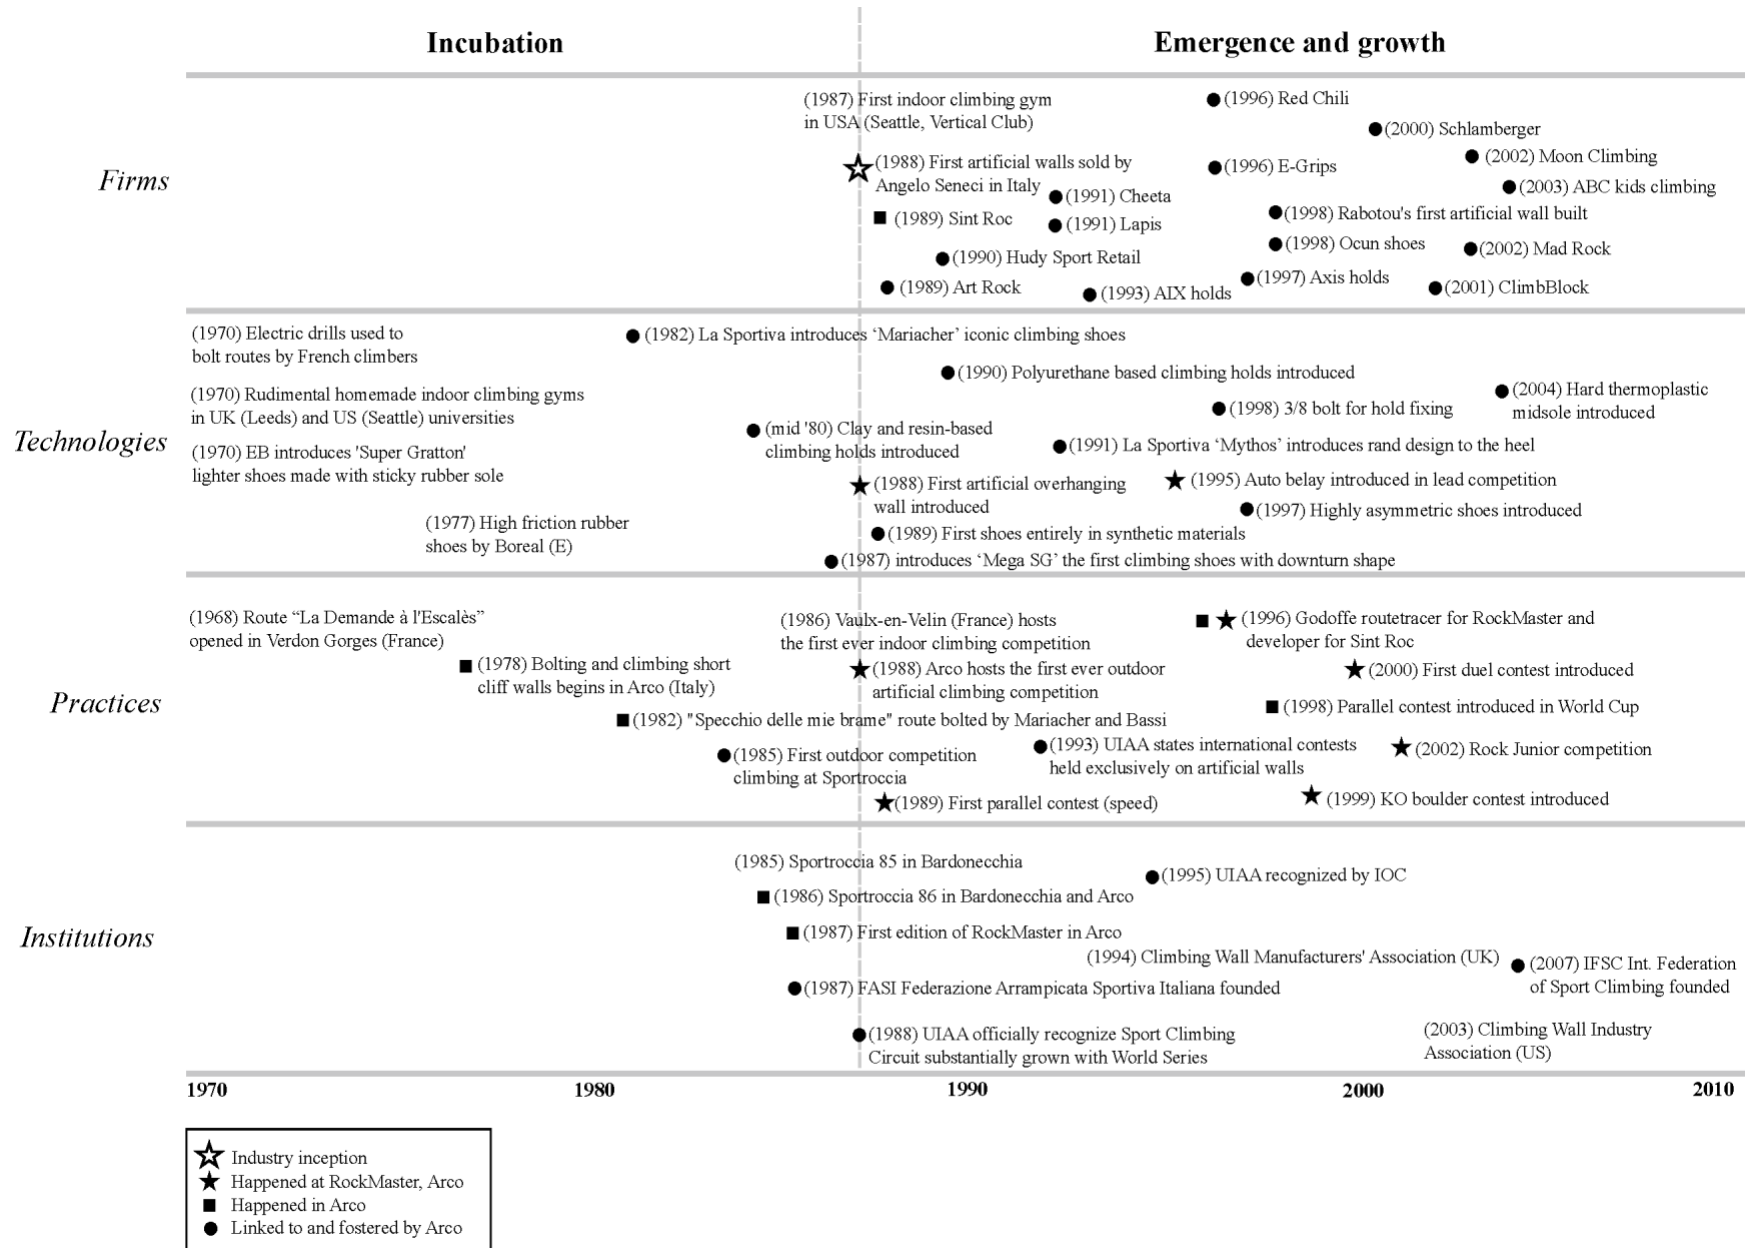 Incubation
Emergence and growth
Firms
(1987) First indoor climbing gym
in USA (Seattle, Vertical Club)
(1988) First artificial walls sold by
Angelo Seneci in Italy
(1989) Sint Roc
(1990) Hudy Sport Retail
(1989) Art Rock
(1991) Cheeta
(1991) Lapis
(1993) AIX holds
(1996) Red Chili
(1996) E-Grips
(1998) Rabotou's first artificial wall built
(1998) Ocun shoes
(1997) Axis holds
(2000) Schlamberger
(2002) Moon Climbing
(2003) ABC kids climbing
(2002) Mad Rock
(2001) ClimbBlock
Technologies
(1970) Electric drills used to
bolt routes by French climbers
(1970) Rudimental homemade indoor climbing gyms
in UK (Leeds) and US (Seattle) universities
(1970) EB introduces 'Super Gratton'
lighter shoes made with sticky rubber sole
(1977) High friction rubber
shoes by Boreal (E)
(1982) La Sportiva introduces ‘Mariacher’ iconic climbing shoes
(1990) Polyurethane based climbing holds introduced
(mid '80) Clay and resin-based
climbing holds introduced
(1988) First artificial overhanging
wall introduced
(1989) First shoes entirely in synthetic materials
(1987) introduces ‘Mega SG’ the first climbing shoes with downturn shape
(1998) 3/8 bolt for hold fixing
(1991) La Sportiva ‘Mythos’ introduces rand design to the heel
(1995) Auto belay introduced in lead competition
(1997) Highly asymmetric shoes introduced
(2004) Hard thermoplastic
midsole introduced
Practices
(1968) Route “La Demande à l'Escalès”
opened in Verdon Gorges (France)
(1978) Bolting and climbing short
cliff walls begins in Arco (Italy)
(1982) "Specchio delle mie brame" route bolted by Mariacher and Bassi
(1985) First outdoor competition
climbing at Sportroccia
(1986) Vaulx-en-Velin (France) hosts
the first ever indoor climbing competition
(1988) Arco hosts the first ever outdoor
artificial climbing competition
(1989) First parallel contest (speed)
(1993) UIAA states international contests
held exclusively on artificial walls
(1996) Godoffe routetracer for RockMaster and
developer for Sint Roc
(2000) First duel contest introduced
(1998) Parallel contest introduced in World Cup
(2002) Rock Junior competition
(1999) KO boulder contest introduced
Institutions
(1985) Sportroccia 85 in Bardonecchia
(1986) Sportroccia 86 in Bardonecchia and Arco
(1987) First edition of RockMaster in Arco
(1987) FASI Federazione Arrampicata Sportiva Italiana founded
(1988) UIAA officially recognize Sport Climbing
Circuit substantially grown with World Series
(1995) UIAA recognized by IOC
(1994) Climbing Wall Manufacturers' Association (UK)
(2007) IFSC Int. Federation
of Sport Climbing founded
(2003) Climbing Wall Industry
Association (US)
1970
1980
1990
2000
2010
Industry inception
Happened at RockMaster, Arco
Happened in Arco
Linked to and fostered by Arco